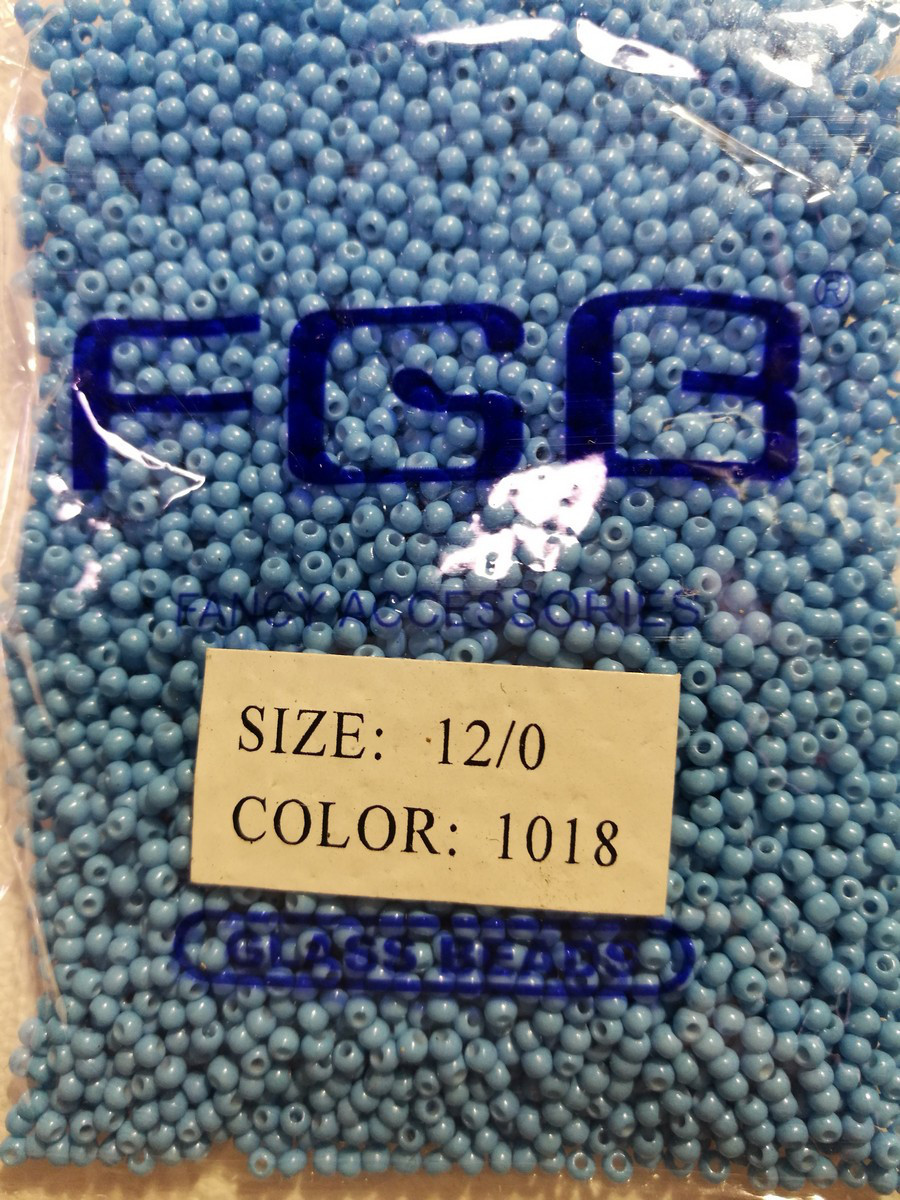 FGB®
FANCY ACCESSORIES
SIZE: 12/0
COLOR: 1018
GLASS BEADS